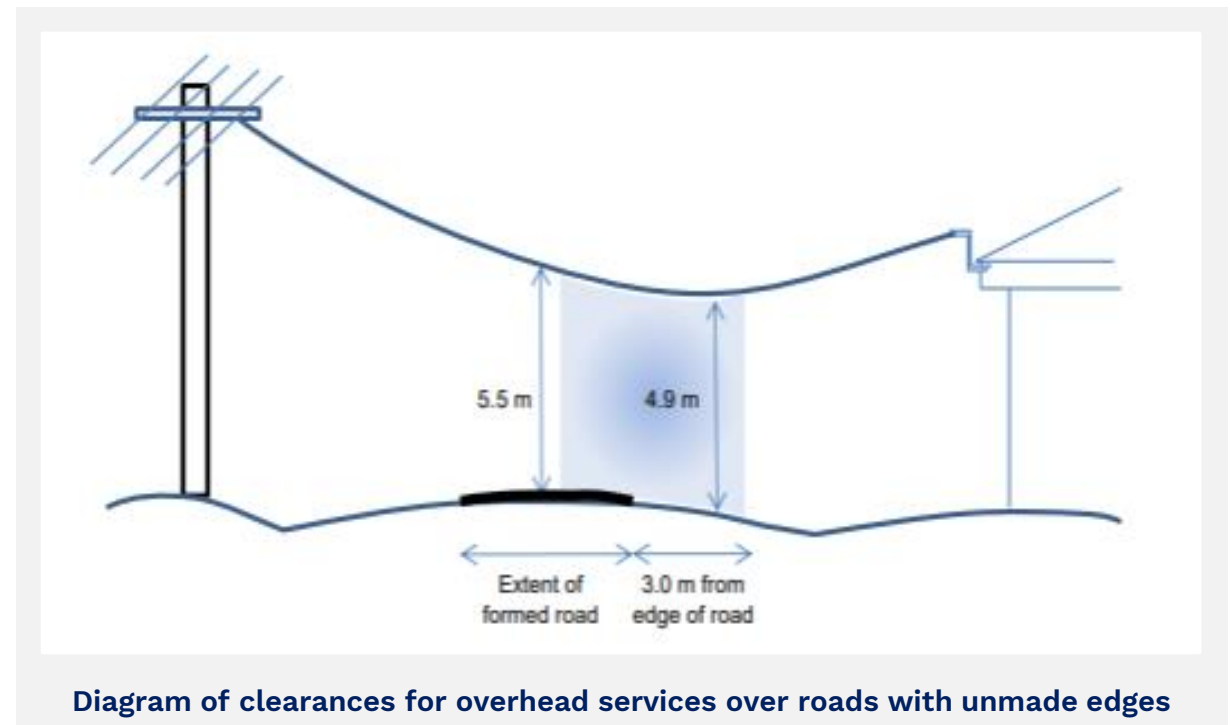 5.5 m
4.9 m
Extent of
formed road
3.0 m from
edge of road
Diagram of clearances for overhead services over roads with unmade edges